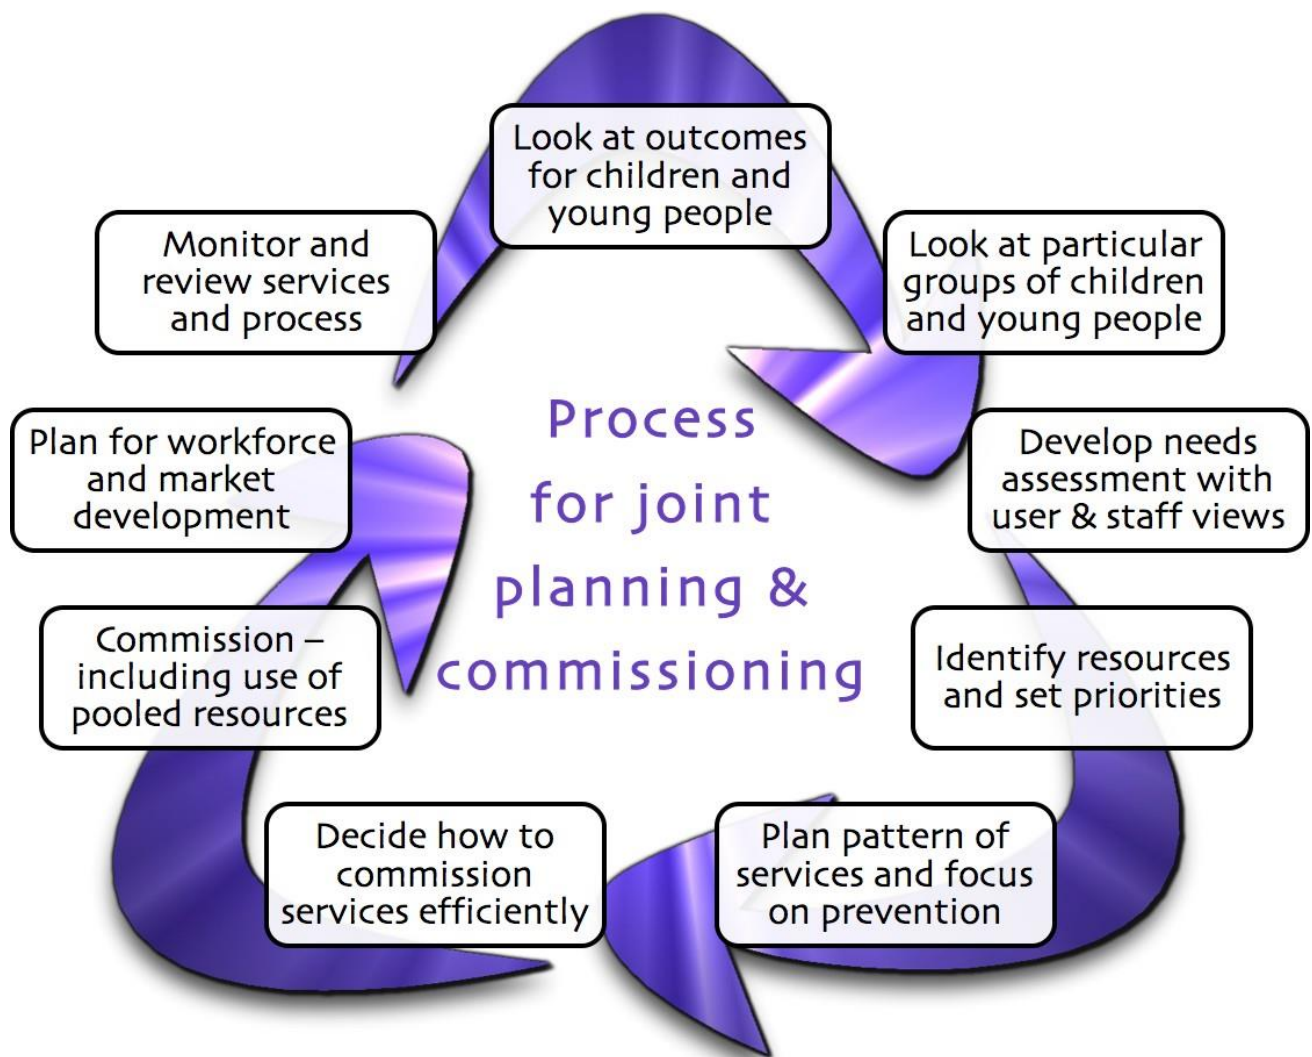 Look at outcomes
for children and
young people
Look at particular
groups of children
and young people
Develop needs
assessment with
user & staff views
Identify resources
and set priorities
Plan pattern of
services and focus
on prevention
Decide how to
commission
services efficiently
Commission –
including use of
pooled resources
Plan for workforce
and market
development
Monitor and
review services
and process
Process
for joint
planning &
commissioning